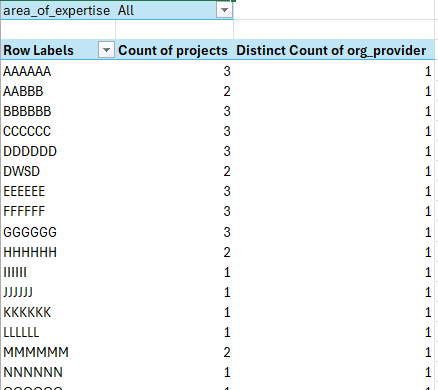 area_of_expertise All
Row Labels Count of projects Distinct Count of org_provider
AAAAAA 3 1
AABBB 2 1
BBBBBB 3 1
CCCCCC 3 1
DDDDDD 3 1
DWSD 2 1
EEEEEE 3 1
FFFFFF 3 1
GGGGGG 3 1
HHHHHH 2 1
IIIIII 1 1
JJJJJJ 1 1
KKKKKK 1 1
LLLLLL 1 1
MMMMMM 2 1
NNNNNN 1 1